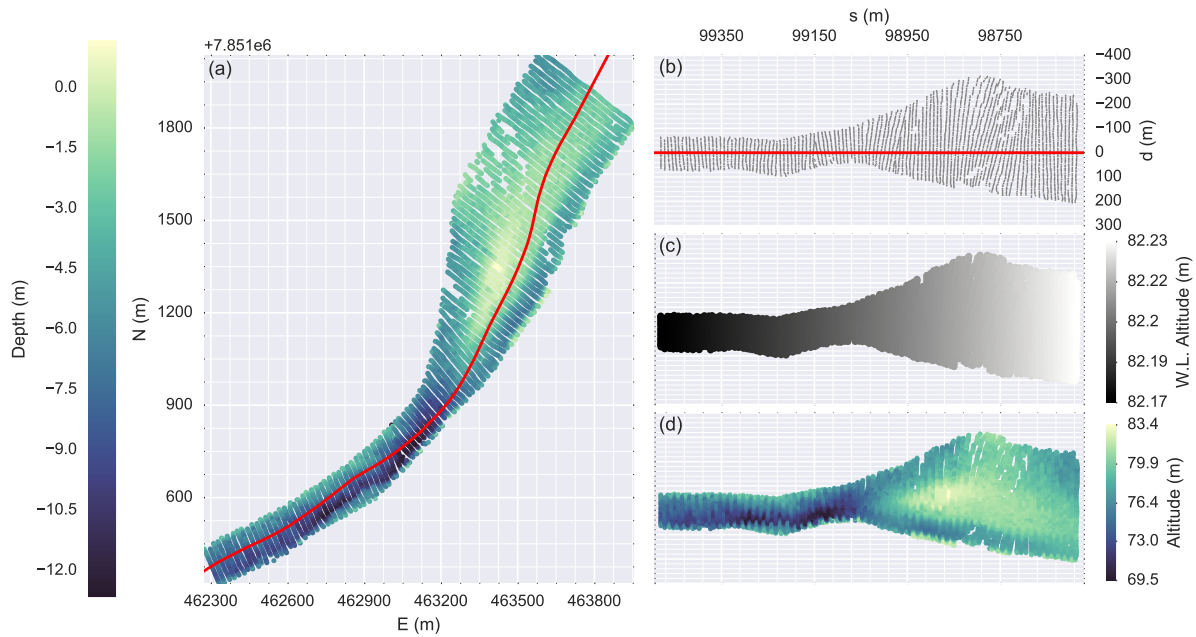 +7.851e6
(a)
0.0
−1.5
−3.0
−4.5
−6.0
−7.5
−9.0
−10.5
−12.0
Depth (m)
1800
1500
1200
900
600
N (m)
462300 462600 462900 463200 463500 463800
E (m)
s (m)
99350 99150 98950 98750
(b)
−400
−300
−200
−100
0
100
200
300
d (m)
(c)
82.23
82.22
82.2
82.19
82.17
W.L. Altitude (m)
(d)
83.4
79.9
76.4
73.0
69.5
Altitude (m)